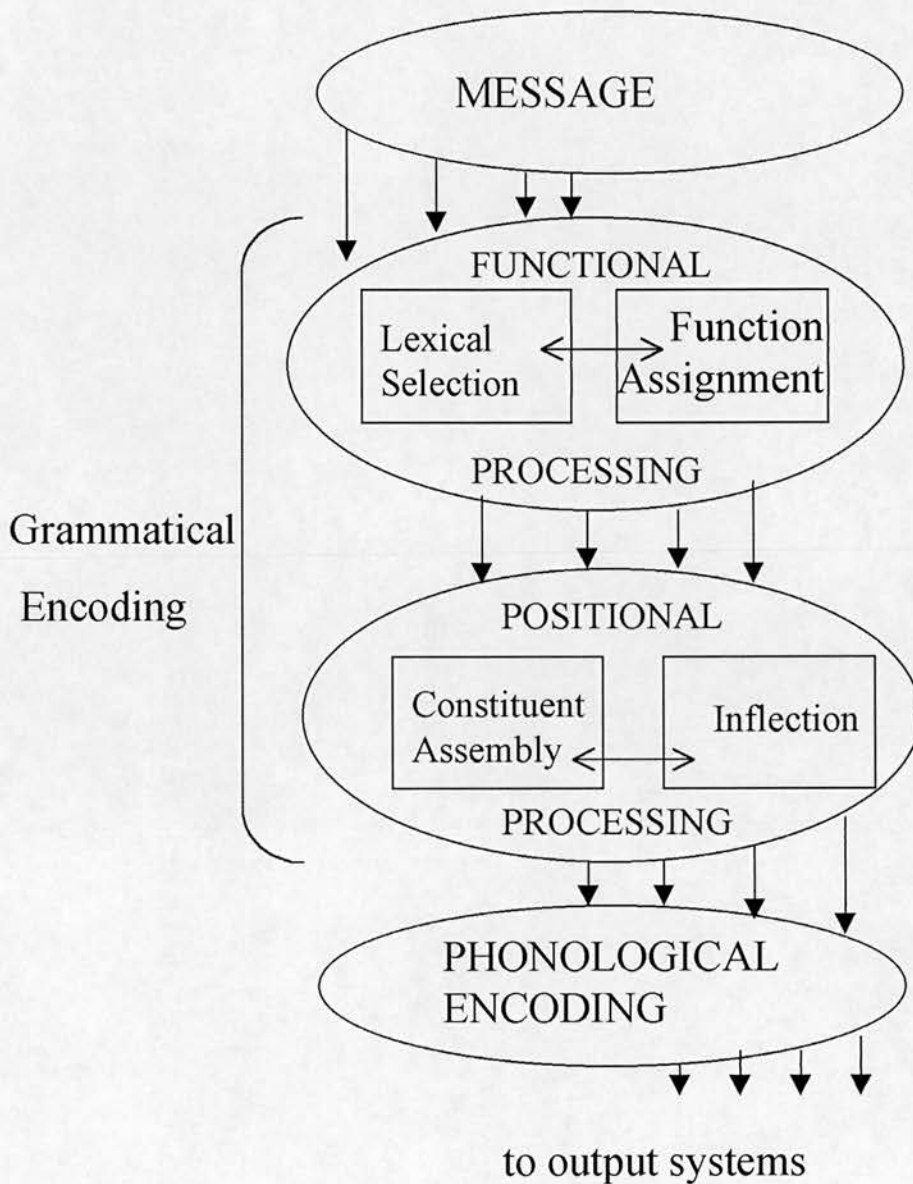 MESSAGE
FUNCTIONAL
Lexical
Selection
Function
Assignment
PROCESSING
Grammatical
Encoding
POSITIONAL
Constituent
Assembly
Inflection
PROCESSING
PHONOLOGICAL
ENCODING
to output systems